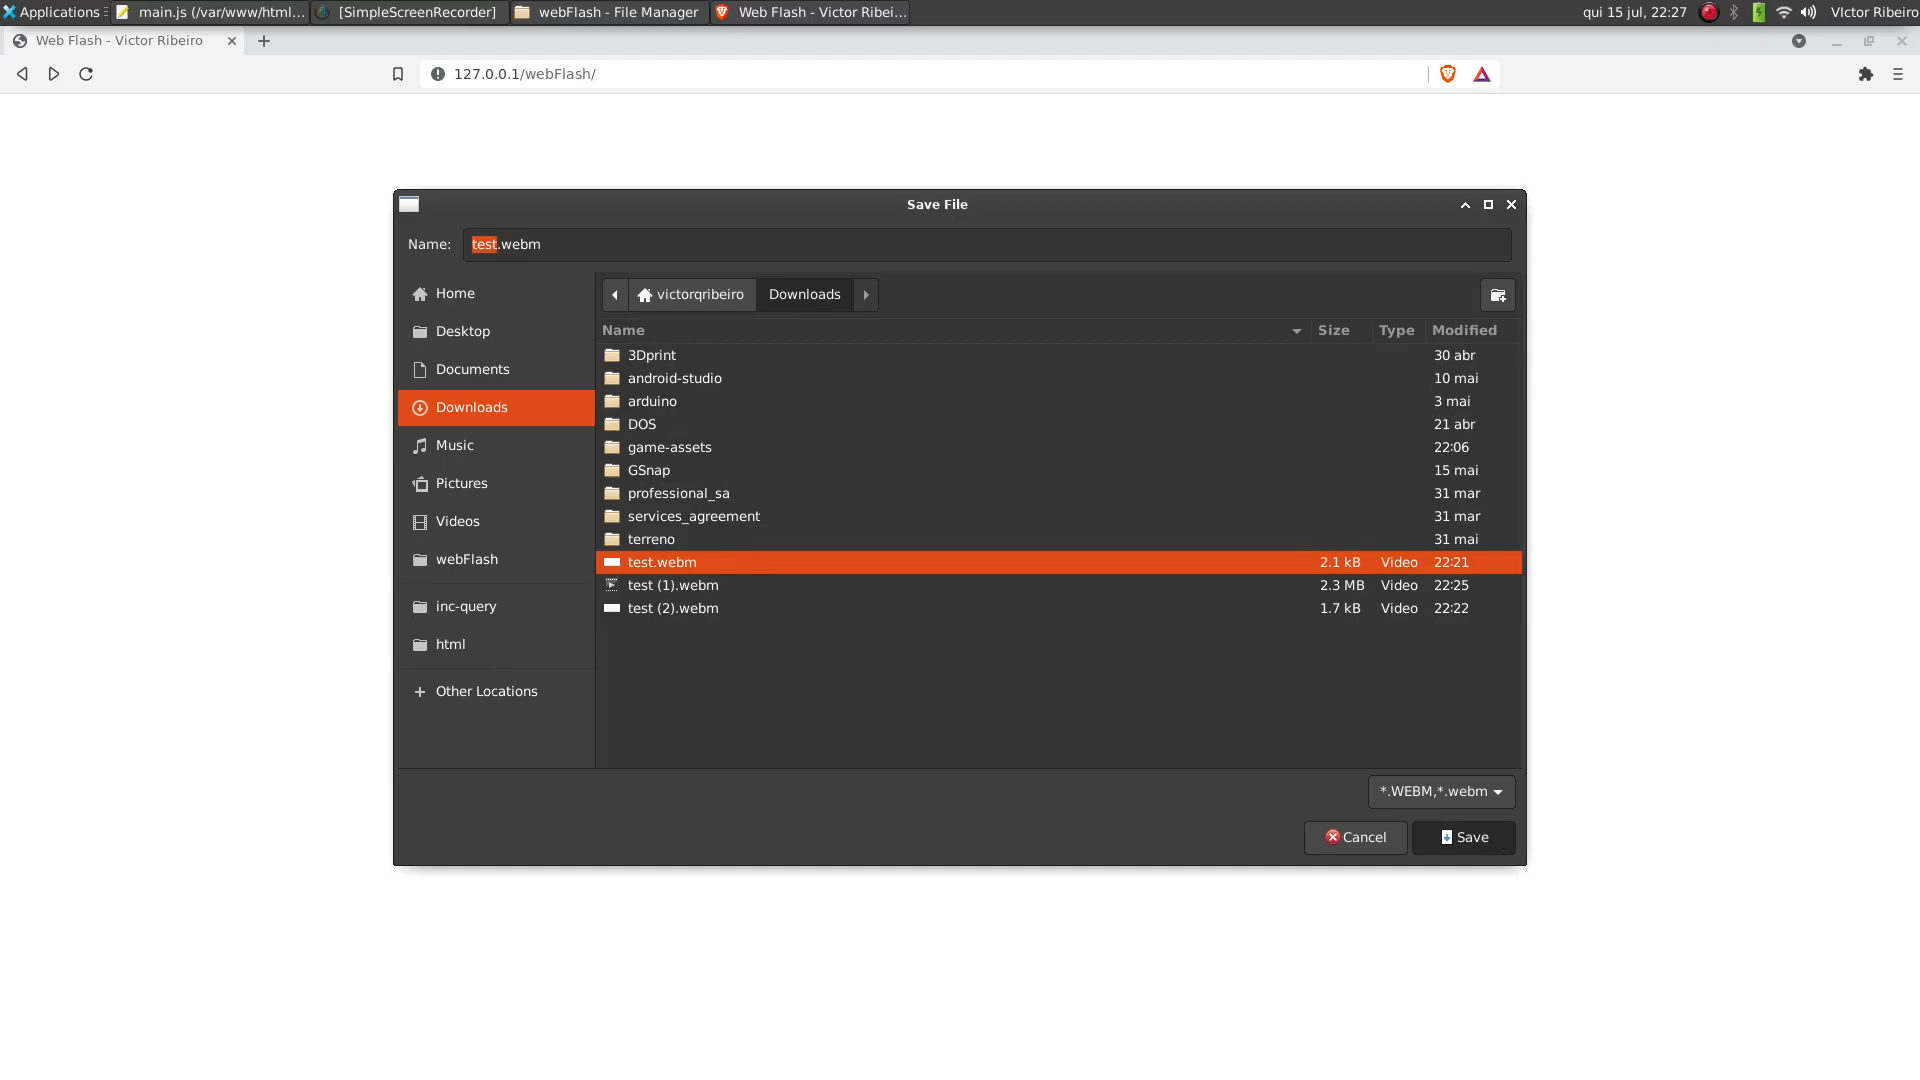 Applications main.js (/var/www/html... [SimpleScreenRecorder] webFlash - File Manager Web Flash - Victor Ribei... qui 15 jul, 22:27 VIctor Ribeiro
Web Flash - Victor Ribeiro
127.0.0.1/webFlash/
Save File
Name: test.webm
Home
Desktop
Documents
Downloads
Music
Pictures
Videos
webFlash
inc-query
html
Other Locations
victorqribeiro Downloads
Name Size Type Modified
3Dprint 30 abr
android-studio 10 mai
arduino 3 mai
DOS 21 abr
game-assets 22:06
GSnap 15 mai
professional_sa 31 mar
services_agreement 31 mar
terreno 31 mai
test.webm 2.1 kB Video 22:21
test (1).webm 2.3 MB Video 22:25
test (2).webm 1.7 kB Video 22:22
*.WEBM,*.webm
Cancel Save